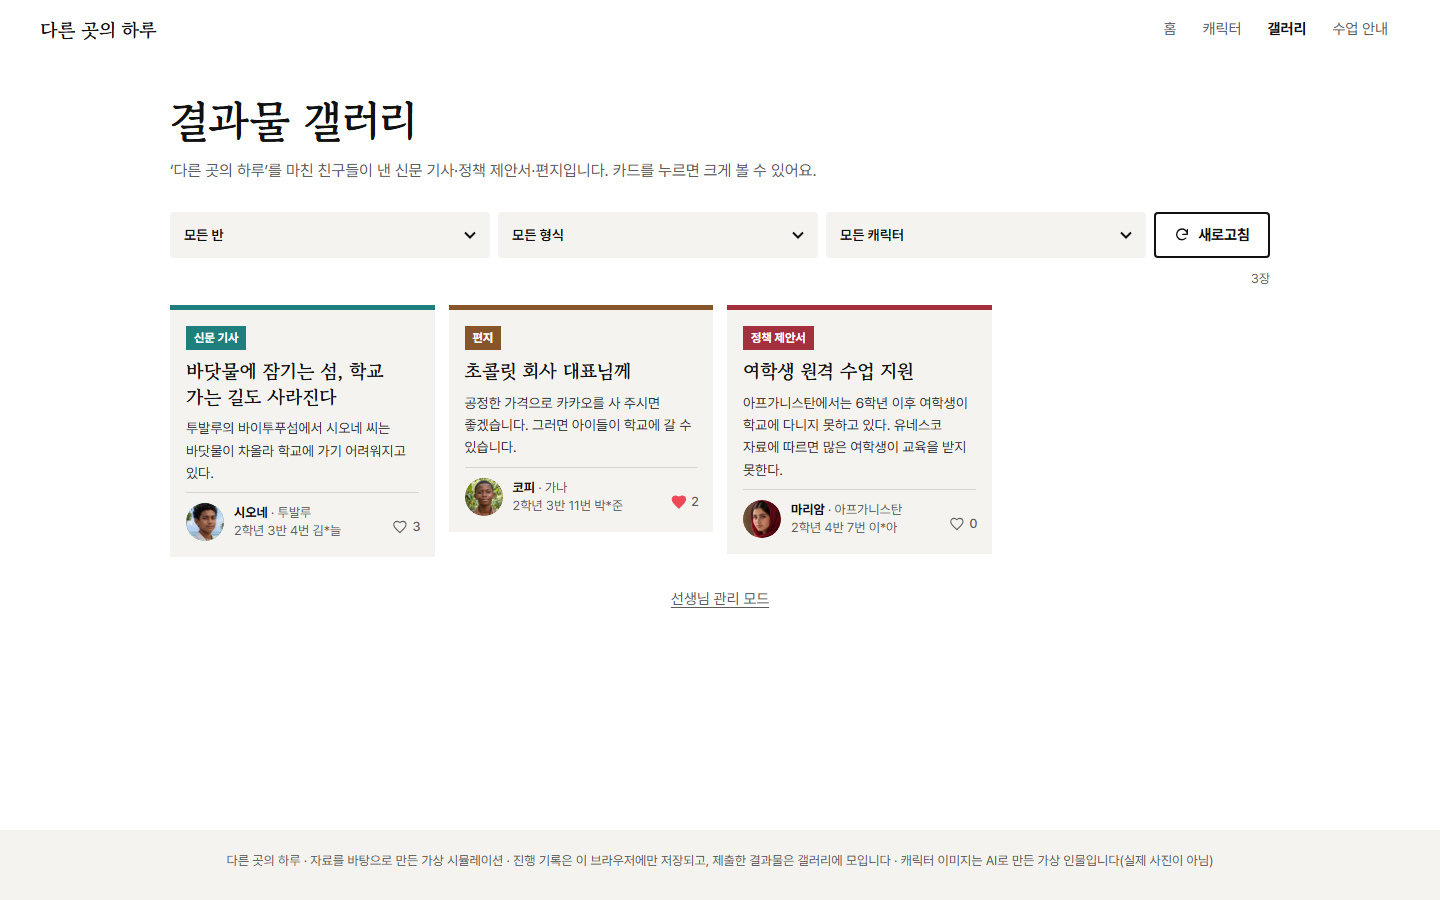 다른 곳의 하루
홈
캐릭터
갤러리
수업 안내
결과물 갤러리
‘다른 곳의 하루’를 마친 친구들이 낸 신문 기사·정책 제안서·편지입니다. 카드를 누르면 크게 볼 수 있어요.
모든 반
모든 형식
모든 캐릭터
새로고침
3장
신문 기사
바닷물에 잠기는 섬, 학교
가는 길도 사라진다
투발루의 바이투푸섬에서 시오네 씨는
바닷물이 차올라 학교에 가기 어려워지고
있다.
시오네 · 투발루
2학년 3반 4번 김*늘
3
편지
초콜릿 회사 대표님께
공정한 가격으로 카카오를 사 주시면
좋겠습니다. 그러면 아이들이 학교에 갈 수
있습니다.
코피 · 가나
2학년 3반 11번 박*준
2
정책 제안서
여학생 원격 수업 지원
아프가니스탄에서는 6학년 이후 여학생이
학교에 다니지 못하고 있다. 유네스코
자료에 따르면 많은 여학생이 교육을 받지
못한다.
마리암 · 아프가니스탄
2학년 4반 7번 이*아
0
선생님 관리 모드
다른 곳의 하루 · 자료를 바탕으로 만든 가상 시뮬레이션 · 진행 기록은 이 브라우저에만 저장되고, 제출한 결과물은 갤러리에 모입니다 · 캐릭터 이미지는 AI로 만든 가상 인물입니다(실제 사진이 아님)